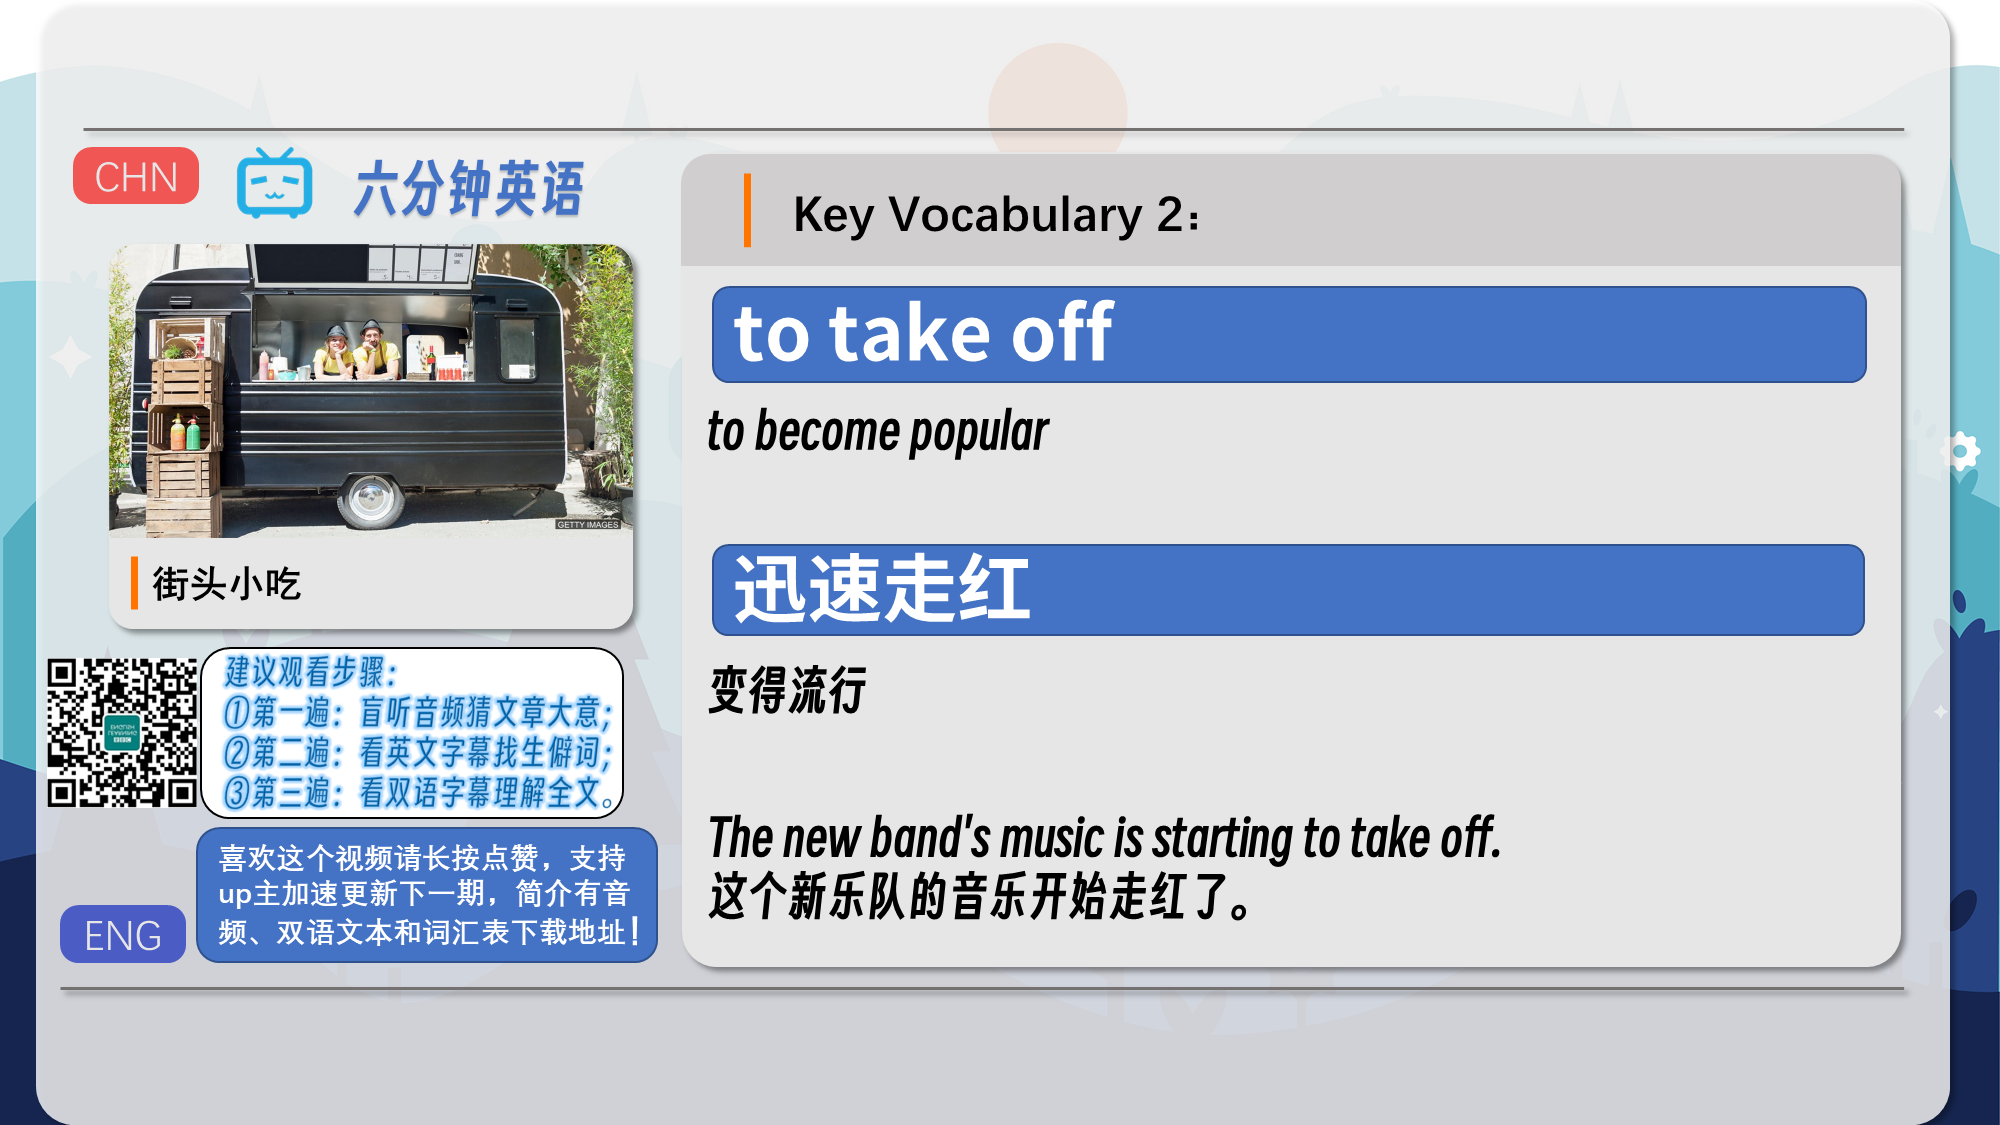 CHN
六分钟英语
GETTY IMAGES
街头小吃
建议观看步骤：
①第一遍：盲听音频猜文章大意；
②第二遍：看英文字幕找生僻词；
③第三遍：看双语字幕理解全文。
喜欢这个视频请长按点赞，支持
up主加速更新下一期，简介有音
频、双语文本和词汇表下载地址！
ENG
Key Vocabulary 2：
to take off
to become popular
迅速走红
变得流行
The new band's music is starting to take off.
这个新乐队的音乐开始走红了。